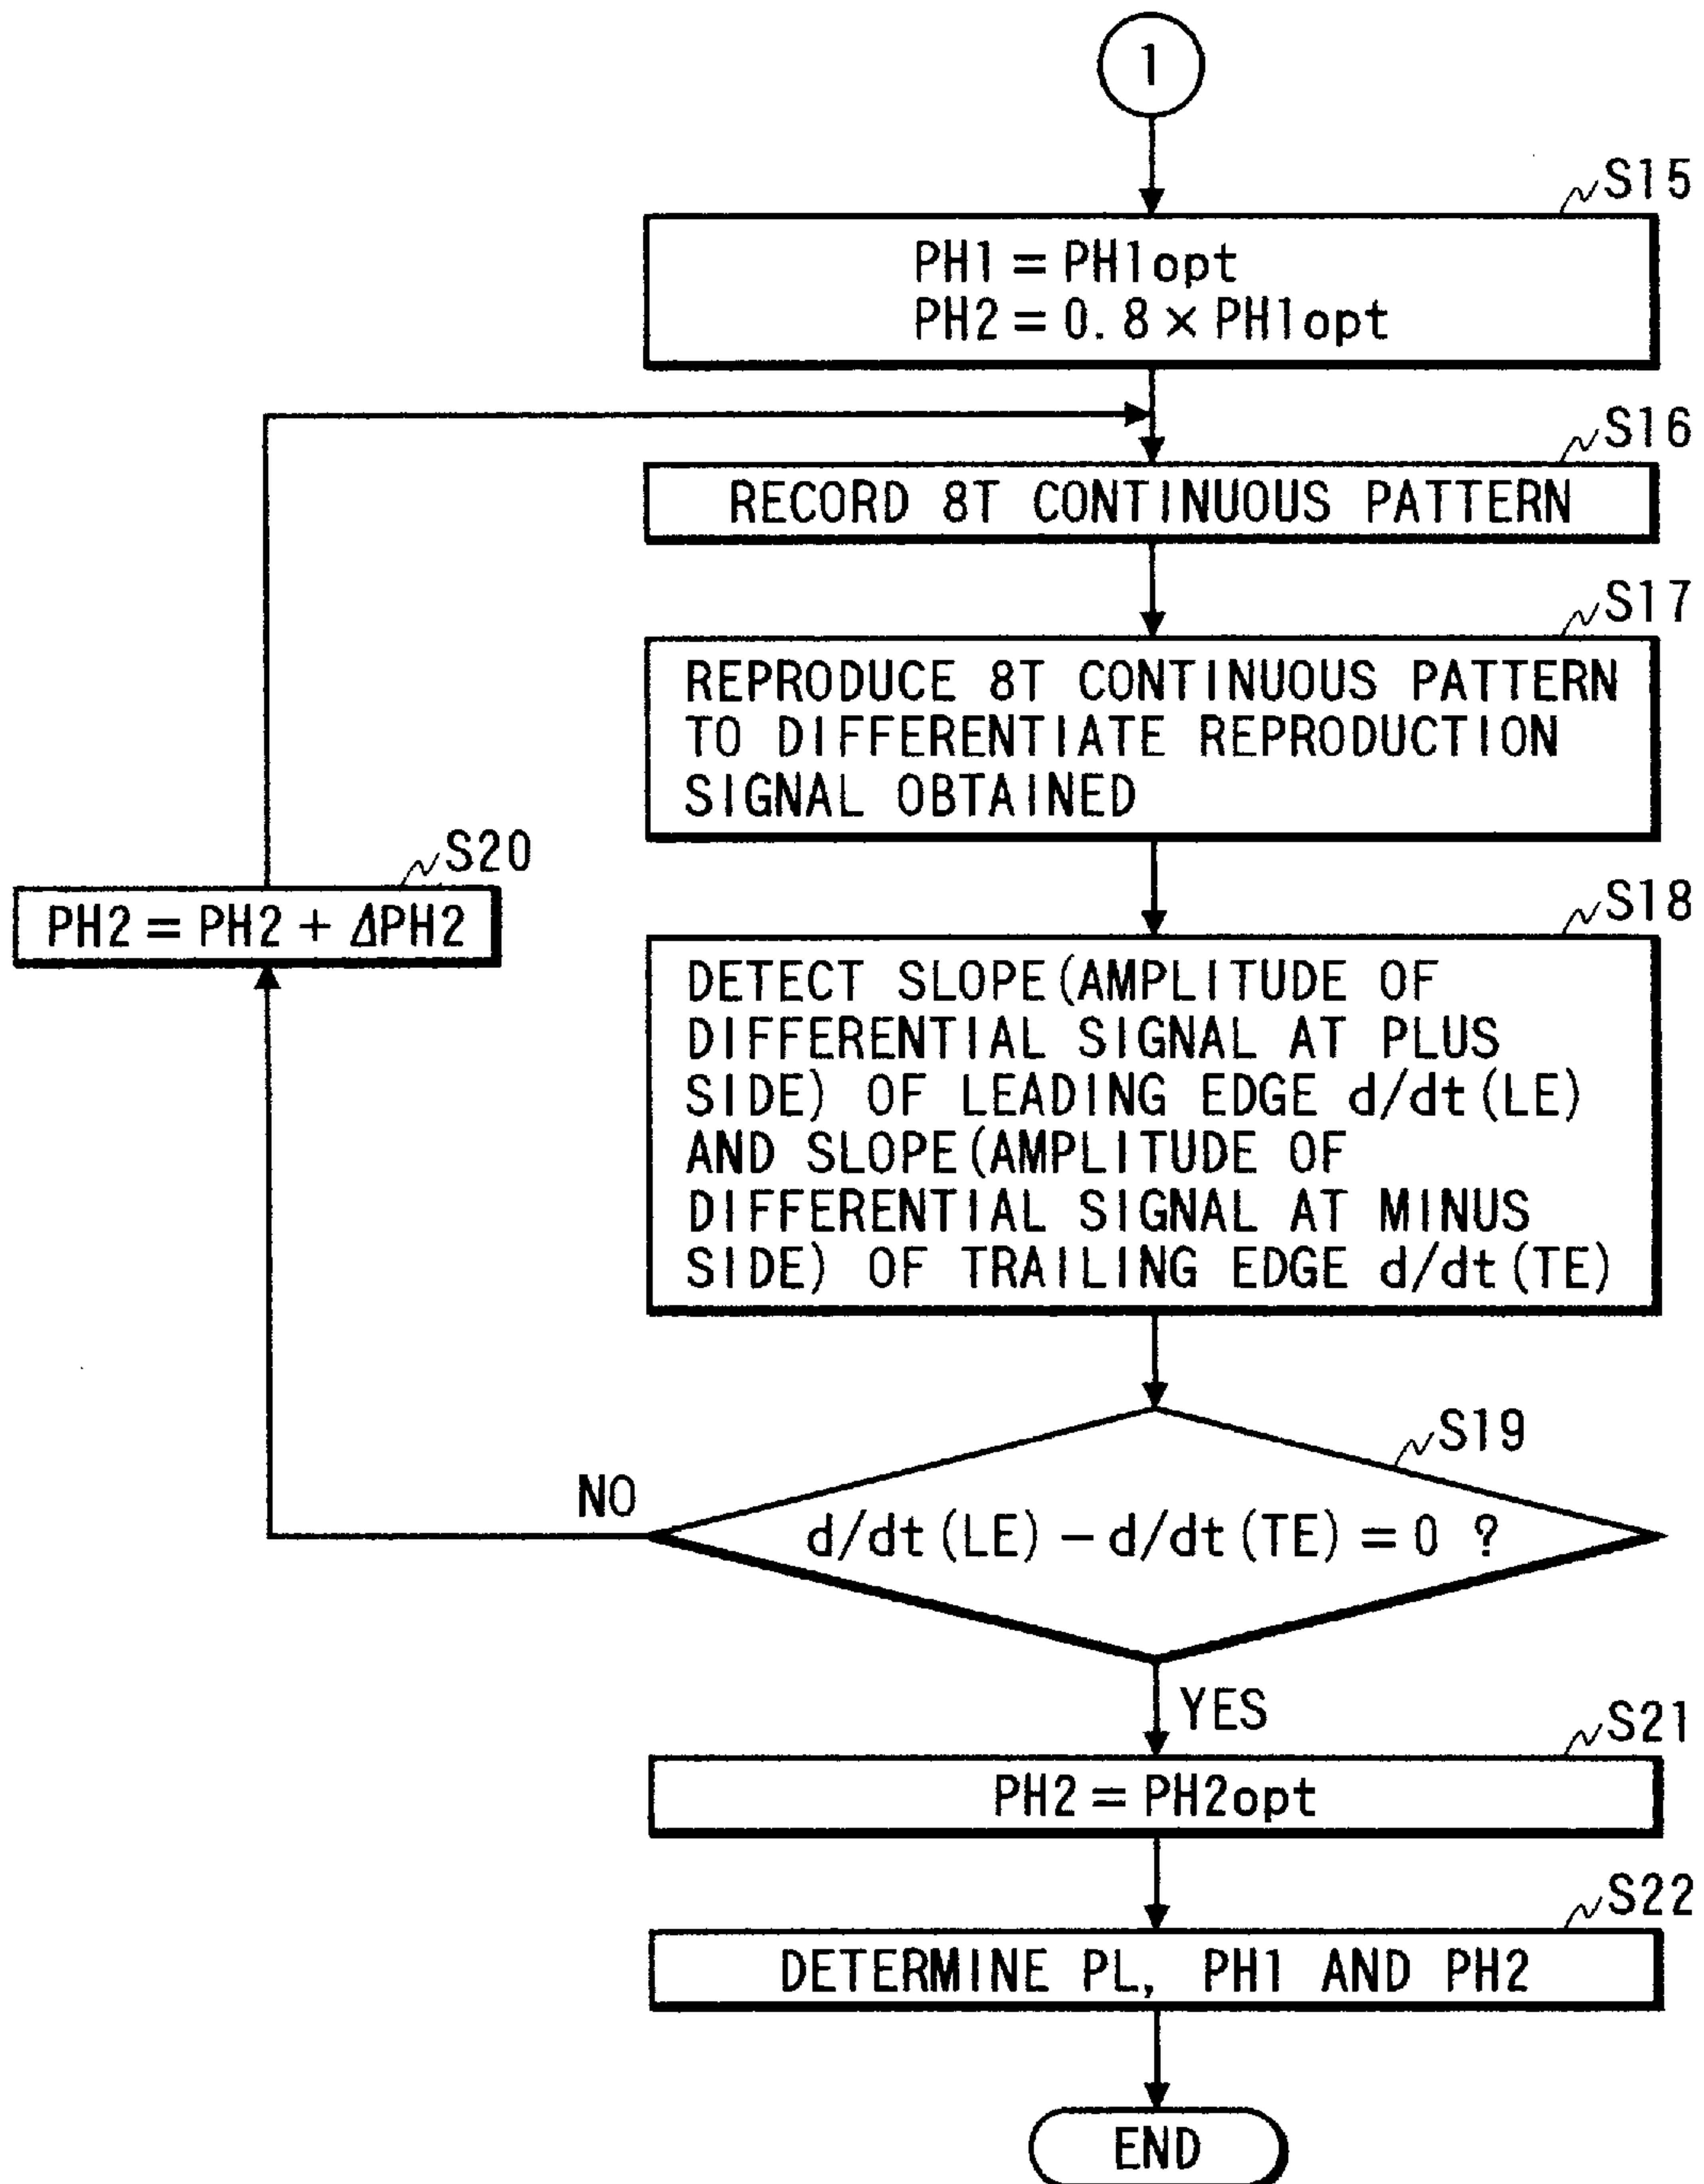 1
S15
PH1 = PH1opt
PH2 = 0.8 × PH1opt
S16
RECORD 8T CONTINUOUS PATTERN
S17
REPRODUCE 8T CONTINUOUS PATTERN
TO DIFFERENTIATE REPRODUCTION
SIGNAL OBTAINED
S20
PH2 = PH2 + ΔPH2
S18
DETECT SLOPE(AMPLITUDE OF
DIFFERENTIAL SIGNAL AT PLUS
SIDE) OF LEADING EDGE d/dt(LE)
AND SLOPE(AMPLITUDE OF
DIFFERENTIAL SIGNAL AT MINUS
SIDE) OF TRAILING EDGE d/dt(TE)
S19
NO
d/dt(LE) - d/dt(TE) = 0 ?
YES
S21
PH2 = PH2opt
S22
DETERMINE PL, PH1 AND PH2
END